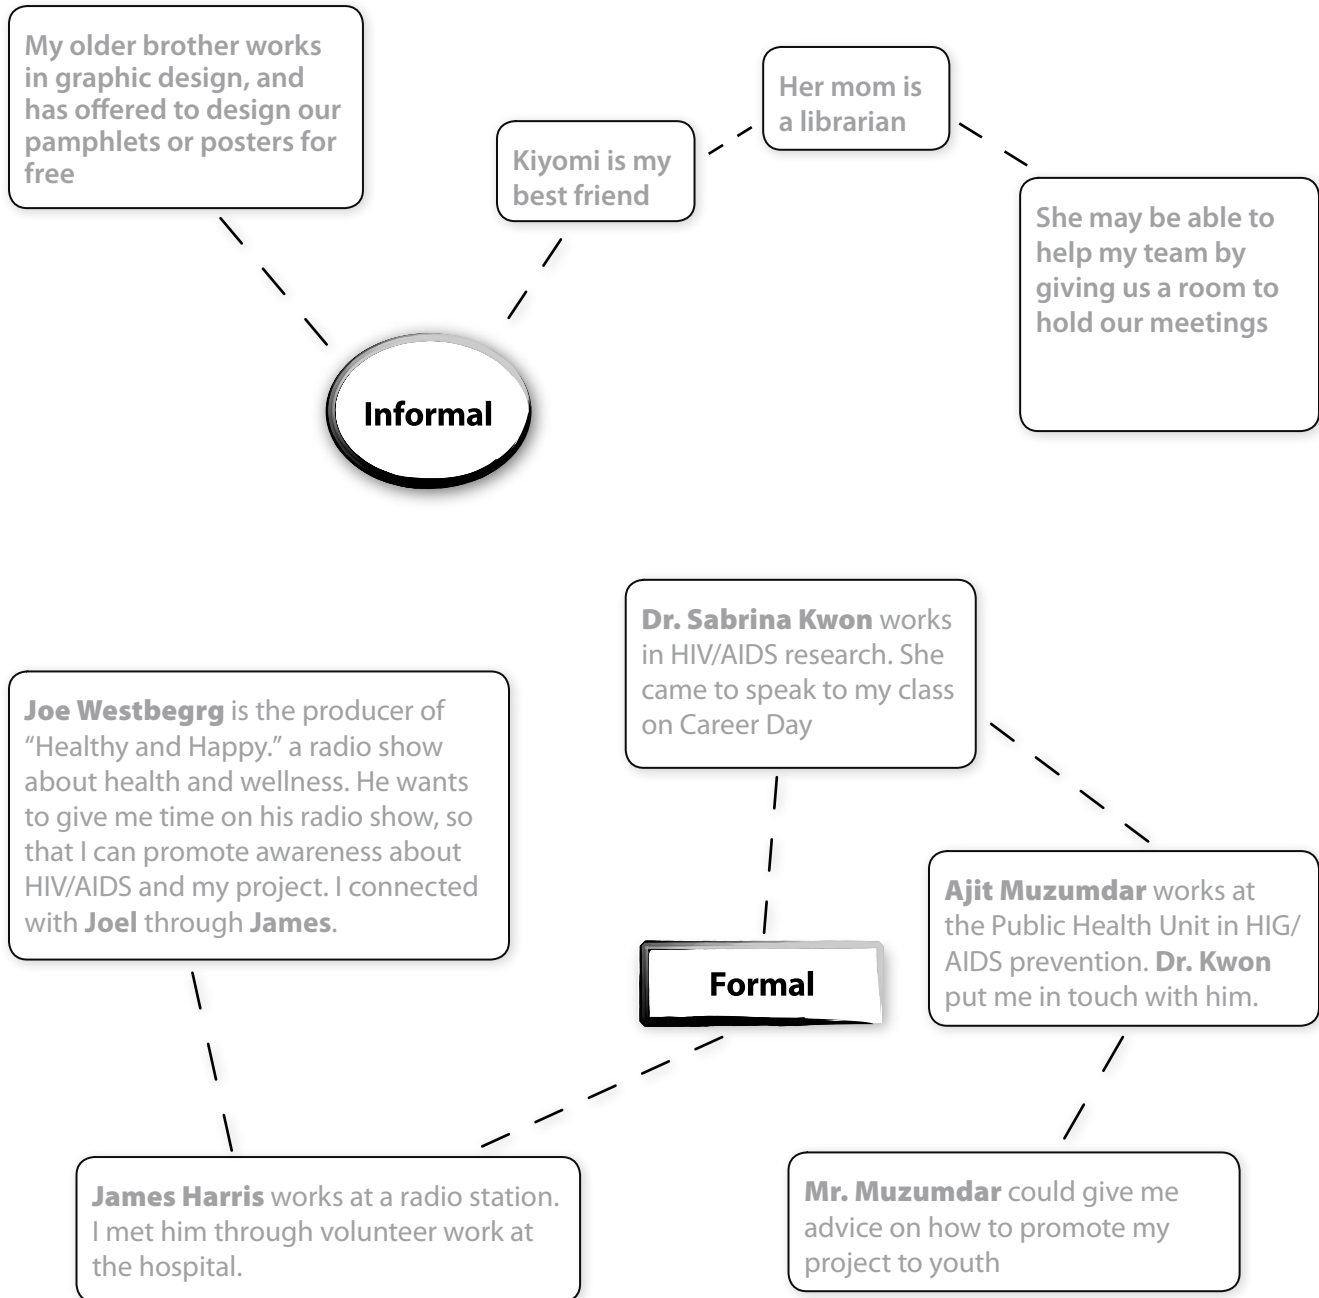 My older brother works
in graphic design, and
has offered to design our
pamphlets or posters for
free
Kiyomi is my
best friend
Her mom is
a librarian
She may be able to
help my team by
giving us a room to
hold our meetings
Informal
Dr. Sabrina Kwon works
in HIV/AIDS research. She
came to speak to my class
on Career Day
Joe Westbegrg is the producer of
“Healthy and Happy.” a radio show
about health and wellness. He wants
to give me time on his radio show, so
that I can promote awareness about
HIV/AIDS and my project. I connected
with Joel through James.
Ajit Muzumdar works at
the Public Health Unit in HIG/
AIDS prevention. Dr. Kwon
put me in touch with him.
Formal
James Harris works at a radio station.
I met him through volunteer work at
the hospital.
Mr. Muzumdar could give me
advice on how to promote my
project to youth